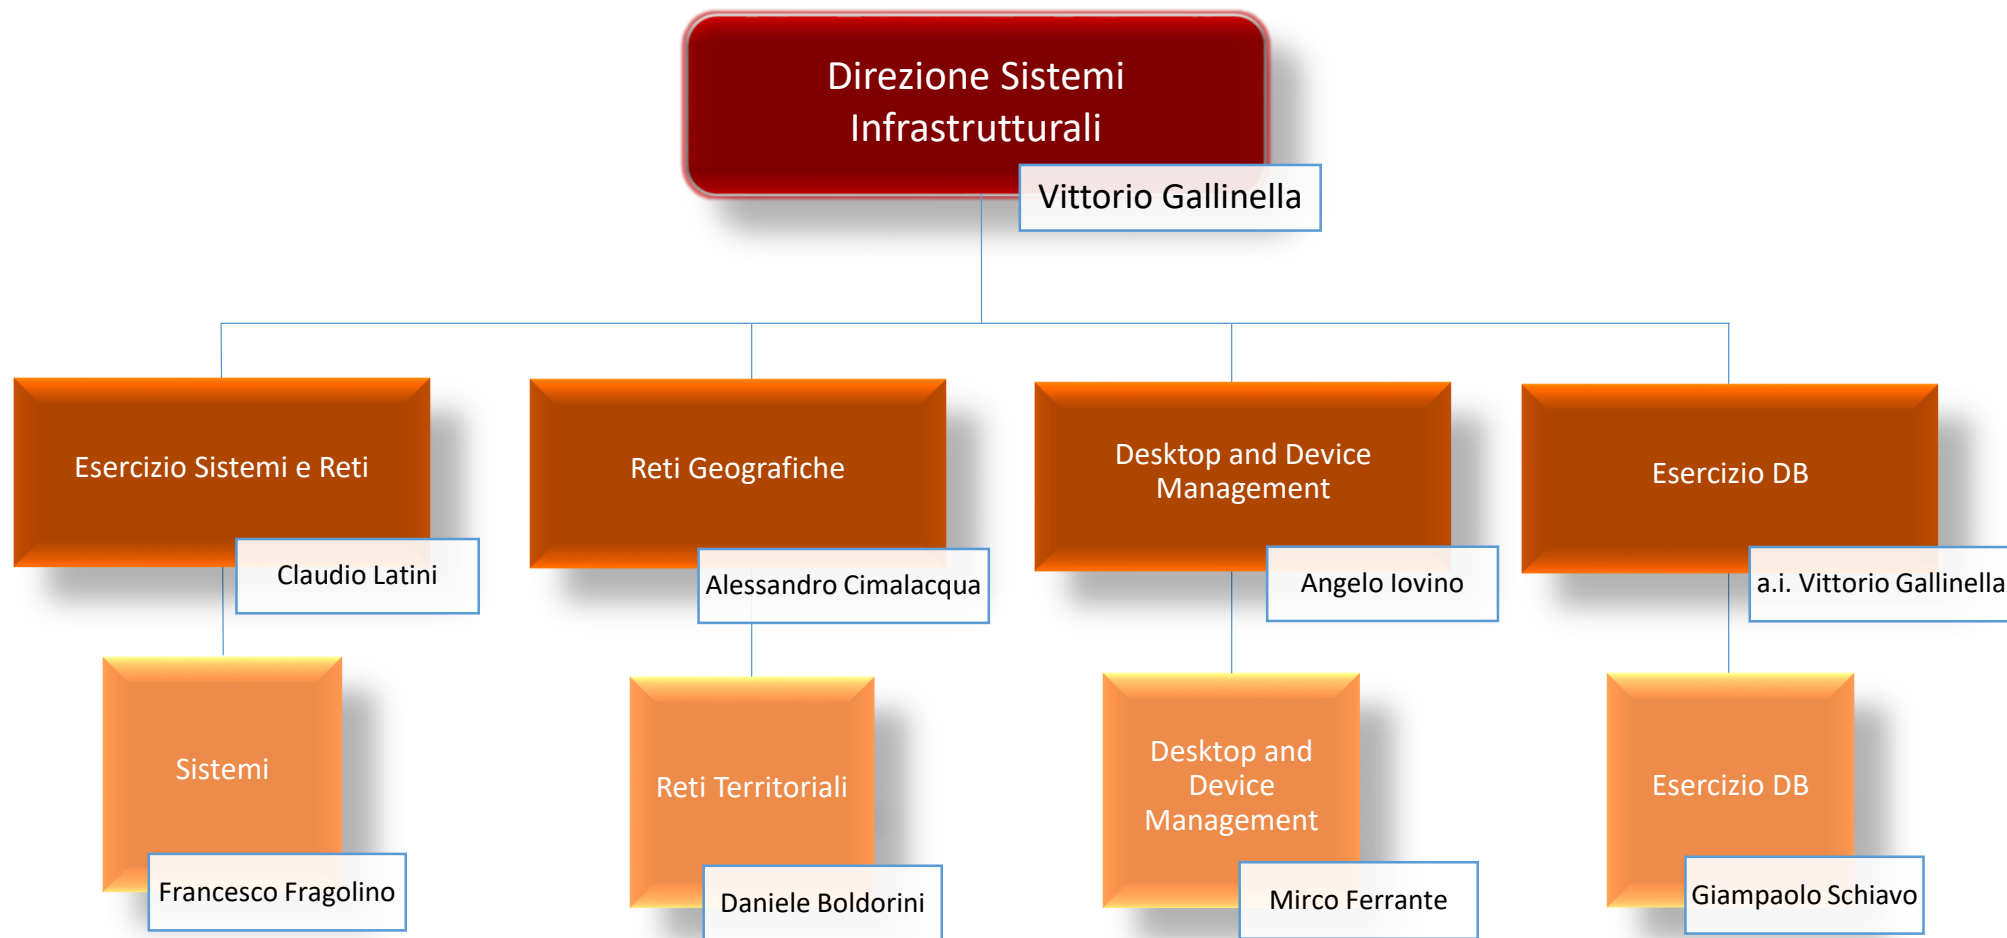 Direzione Sistemi
Infrastrutturali
Vittorio Gallinella
Esercizio Sistemi e Reti
Claudio Latini
Reti Geografiche
Alessandro Cimalacqua
Desktop and Device
Management
Angelo Iovino
Esercizio DB
a.i. Vittorio Gallinella
Sistemi
Francesco Fragolino
Reti Territoriali
Daniele Boldorini
Desktop and
Device
Management
Mirco Ferrante
Esercizio DB
Giampaolo Schiavo